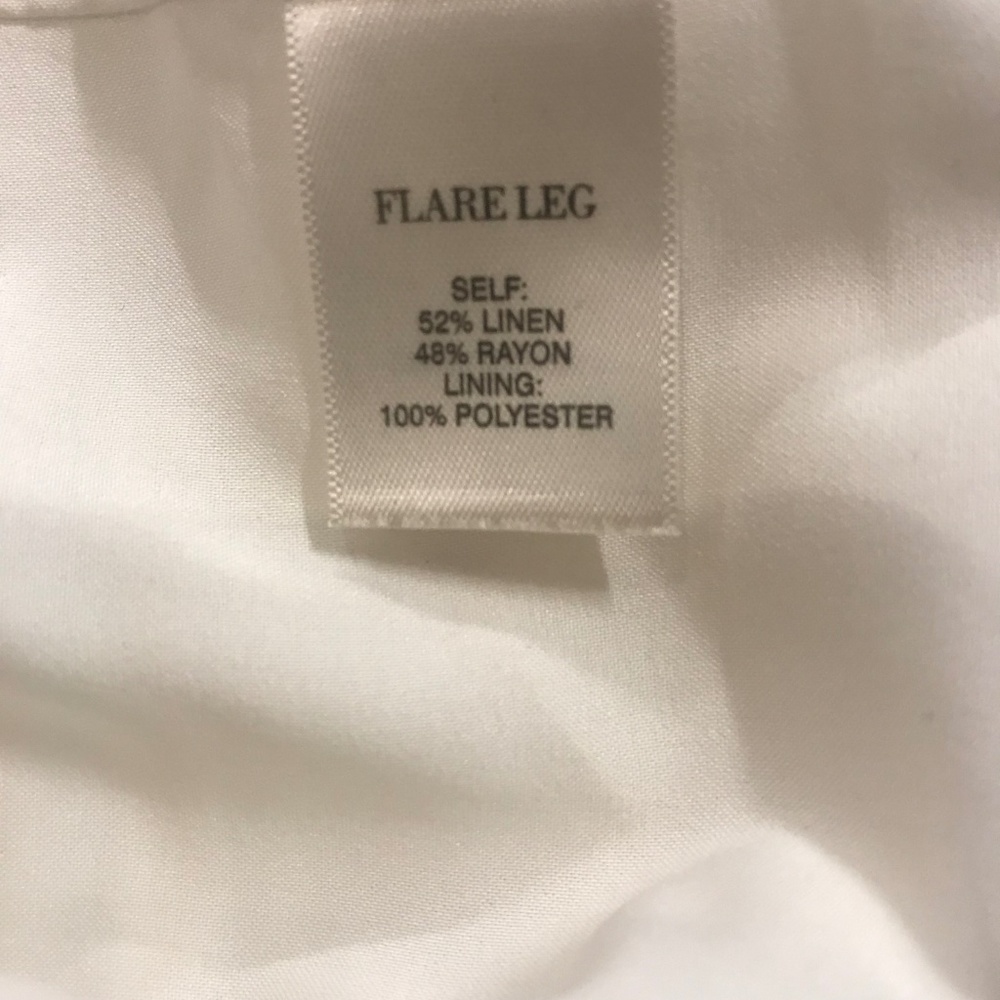 FLARE LEG
SELF:
52% LINEN
48% RAYON
LINING:
100% POLYESTER